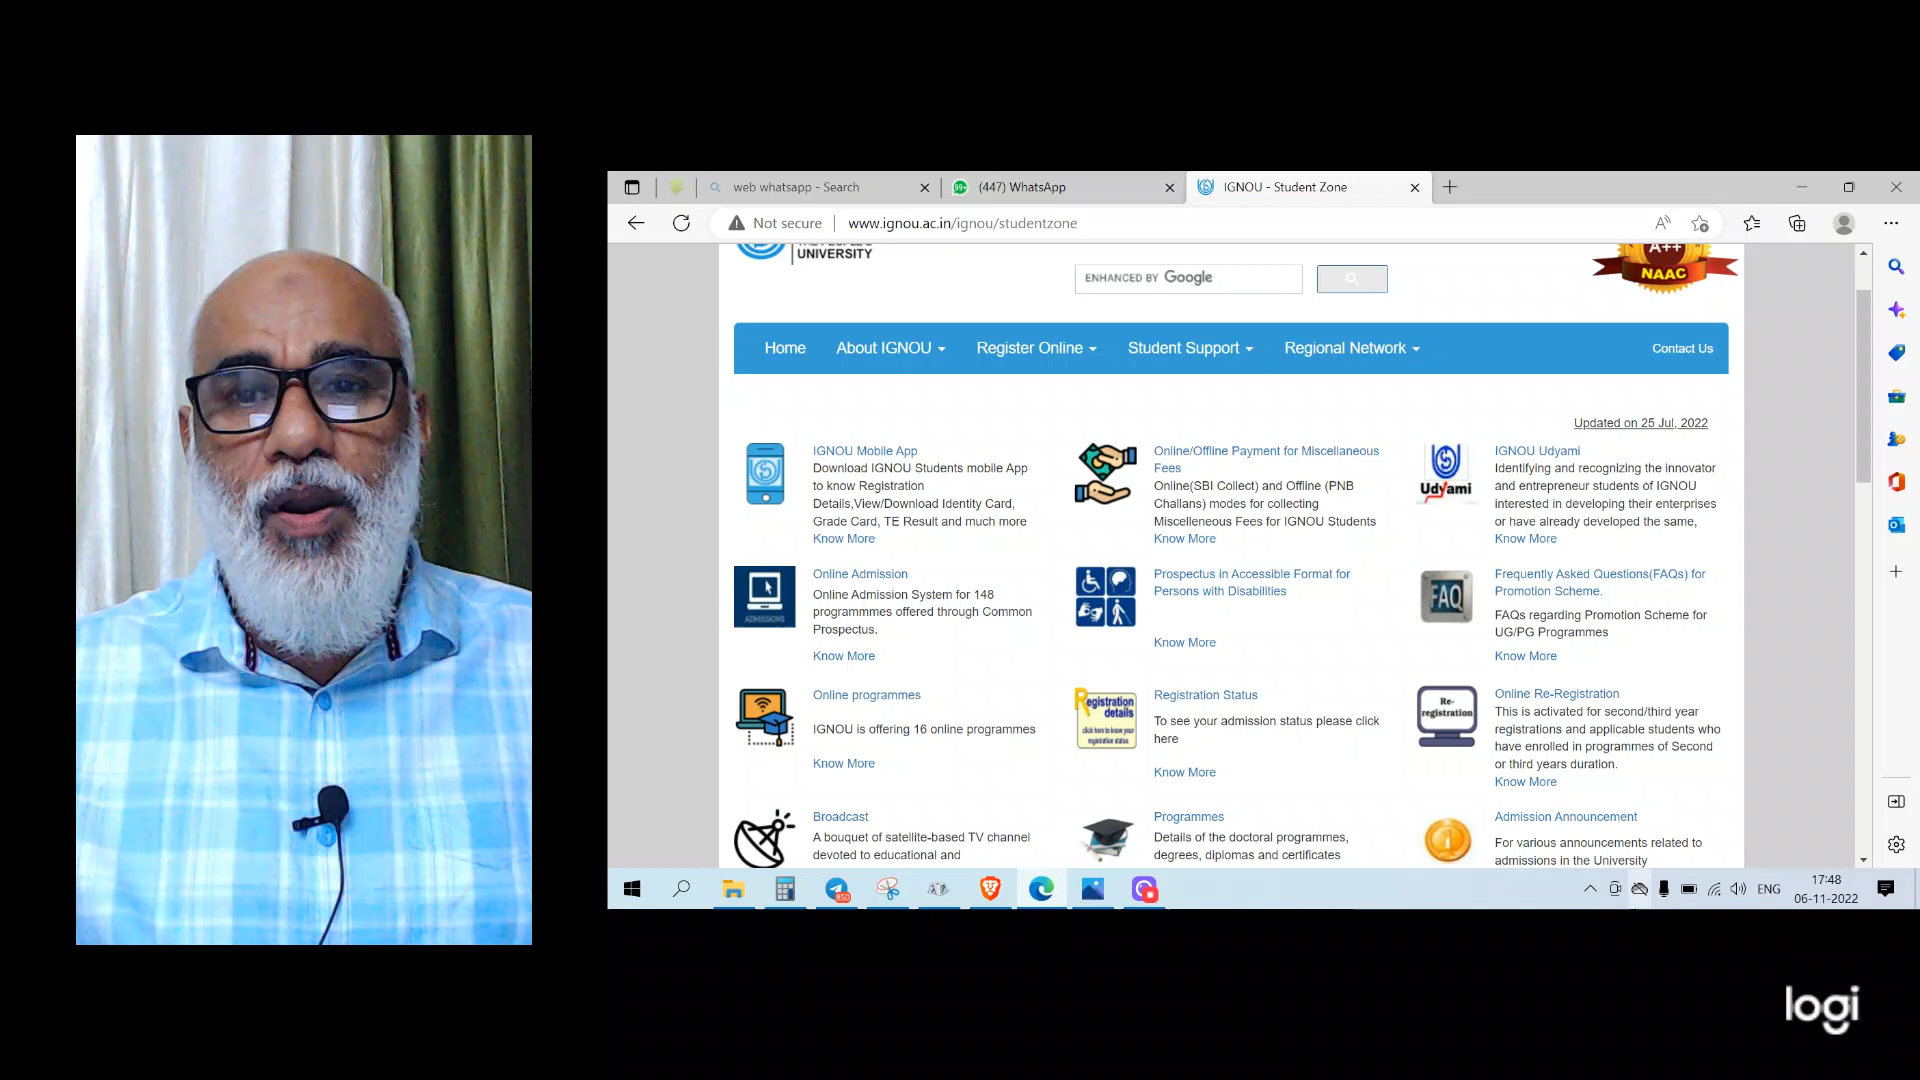 web whatsapp - Search
(447) WhatsApp
IGNOU - Student Zone
Not secure
www.ignou.ac.in/ignou/studentzone
UNIVERSITY
ENHANCED BY Google
A++
NAAC
Home
About IGNOU
Register Online
Student Support
Regional Network
Contact Us
Updated on 25 Jul, 2022
IGNOU Mobile App
Download IGNOU Students mobile App
to know Registration
Details,View/Download Identity Card,
Grade Card, TE Result and much more
Know More
Online/Offline Payment for Miscellaneous
Fees
Online(SBI Collect) and Offline (PNB
Challans) modes for collecting
Miscelleneous Fees for IGNOU Students
Know More
Udyami
IGNOU Udyami
Identifying and recognizing the innovator
and entrepreneur students of IGNOU
interested in developing their enterprises
or have already developed the same,
Know More
ADMISSIONS
Online Admission
Online Admission System for 148
programmmes offered through Common
Prospectus.
Know More
Prospectus in Accessible Format for
Persons with Disabilities
Know More
FAQ
Frequently Asked Questions(FAQs) for
Promotion Scheme.
FAQs regarding Promotion Scheme for
UG/PG Programmes
Know More
Online programmes
IGNOU is offering 16 online programmes
Know More
Registration
details
click here to know your
registration status
Registration Status
To see your admission status please click
here
Know More
Re-
registration
Online Re-Registration
This is activated for second/third year
registrations and applicable students who
have enrolled in programmes of Second
or third years duration.
Know More
Broadcast
A bouquet of satellite-based TV channel
devoted to educational and
Programmes
Details of the doctoral programmes,
degrees, diplomas and certificates
1
Admission Announcement
For various announcements related to
admissions in the University
850
ENG
17:48
06-11-2022
logi